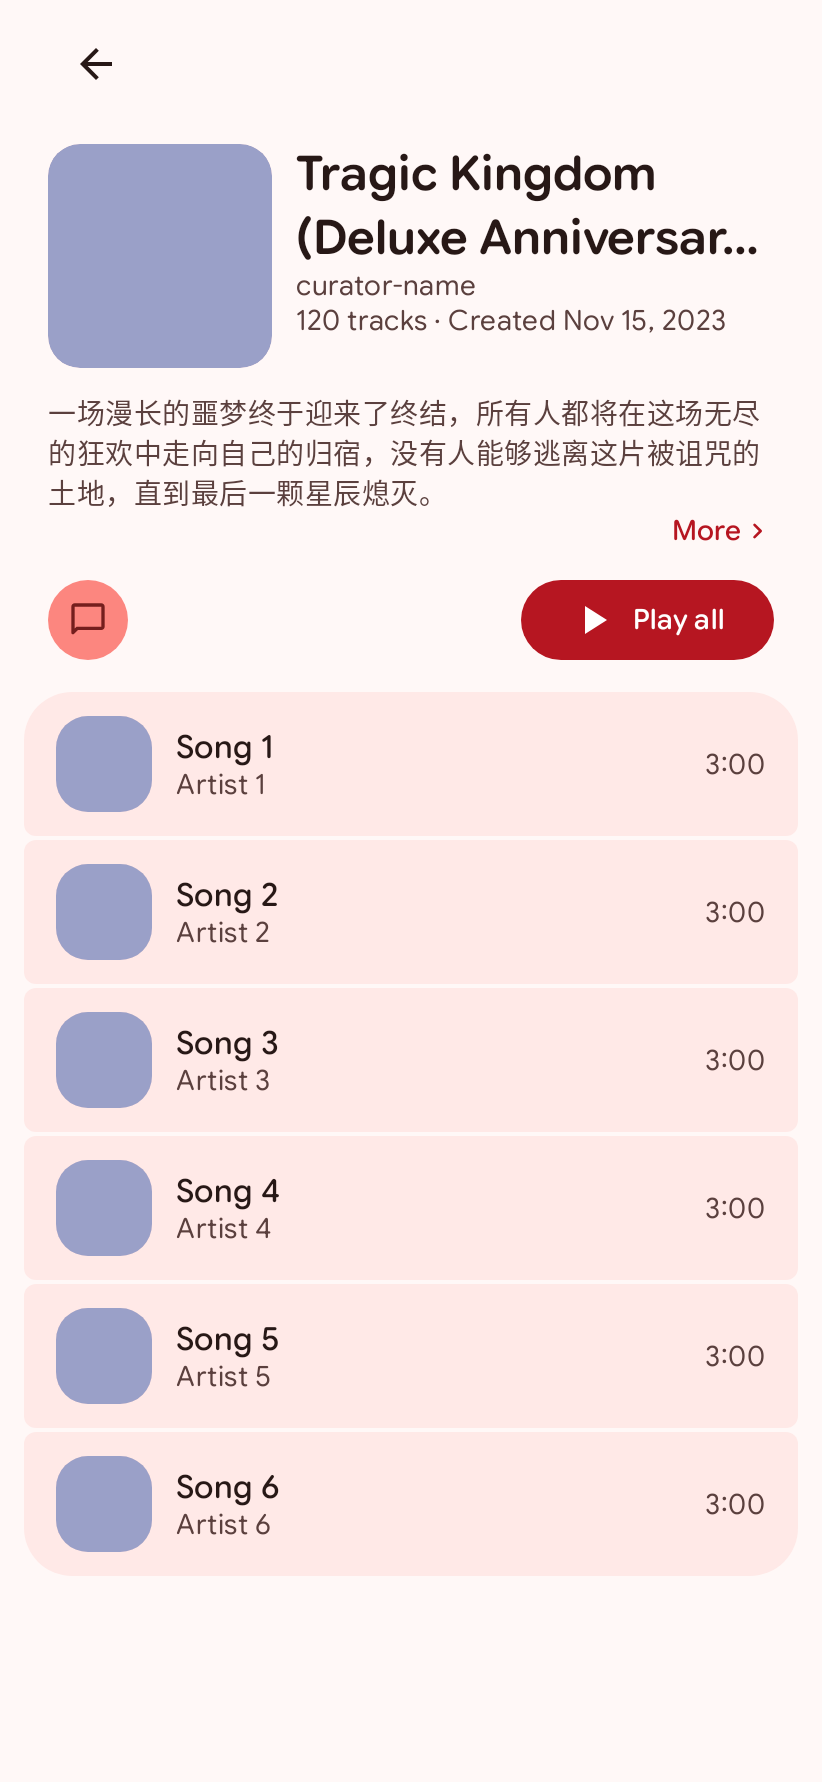 Tragic Kingdom
(Deluxe Anniversar...
curator-name
120 tracks · Created Nov 15, 2023
一场漫长的噩梦终于迎来了终结，所有人都将在这场无尽
的狂欢中走向自己的归宿，没有人能够逃离这片被诅咒的
土地，直到最后一颗星辰熄灭。
More
Play all
Song 1
Artist 1
3:00
Song 2
Artist 2
3:00
Song 3
Artist 3
3:00
Song 4
Artist 4
3:00
Song 5
Artist 5
3:00
Song 6
Artist 6
3:00